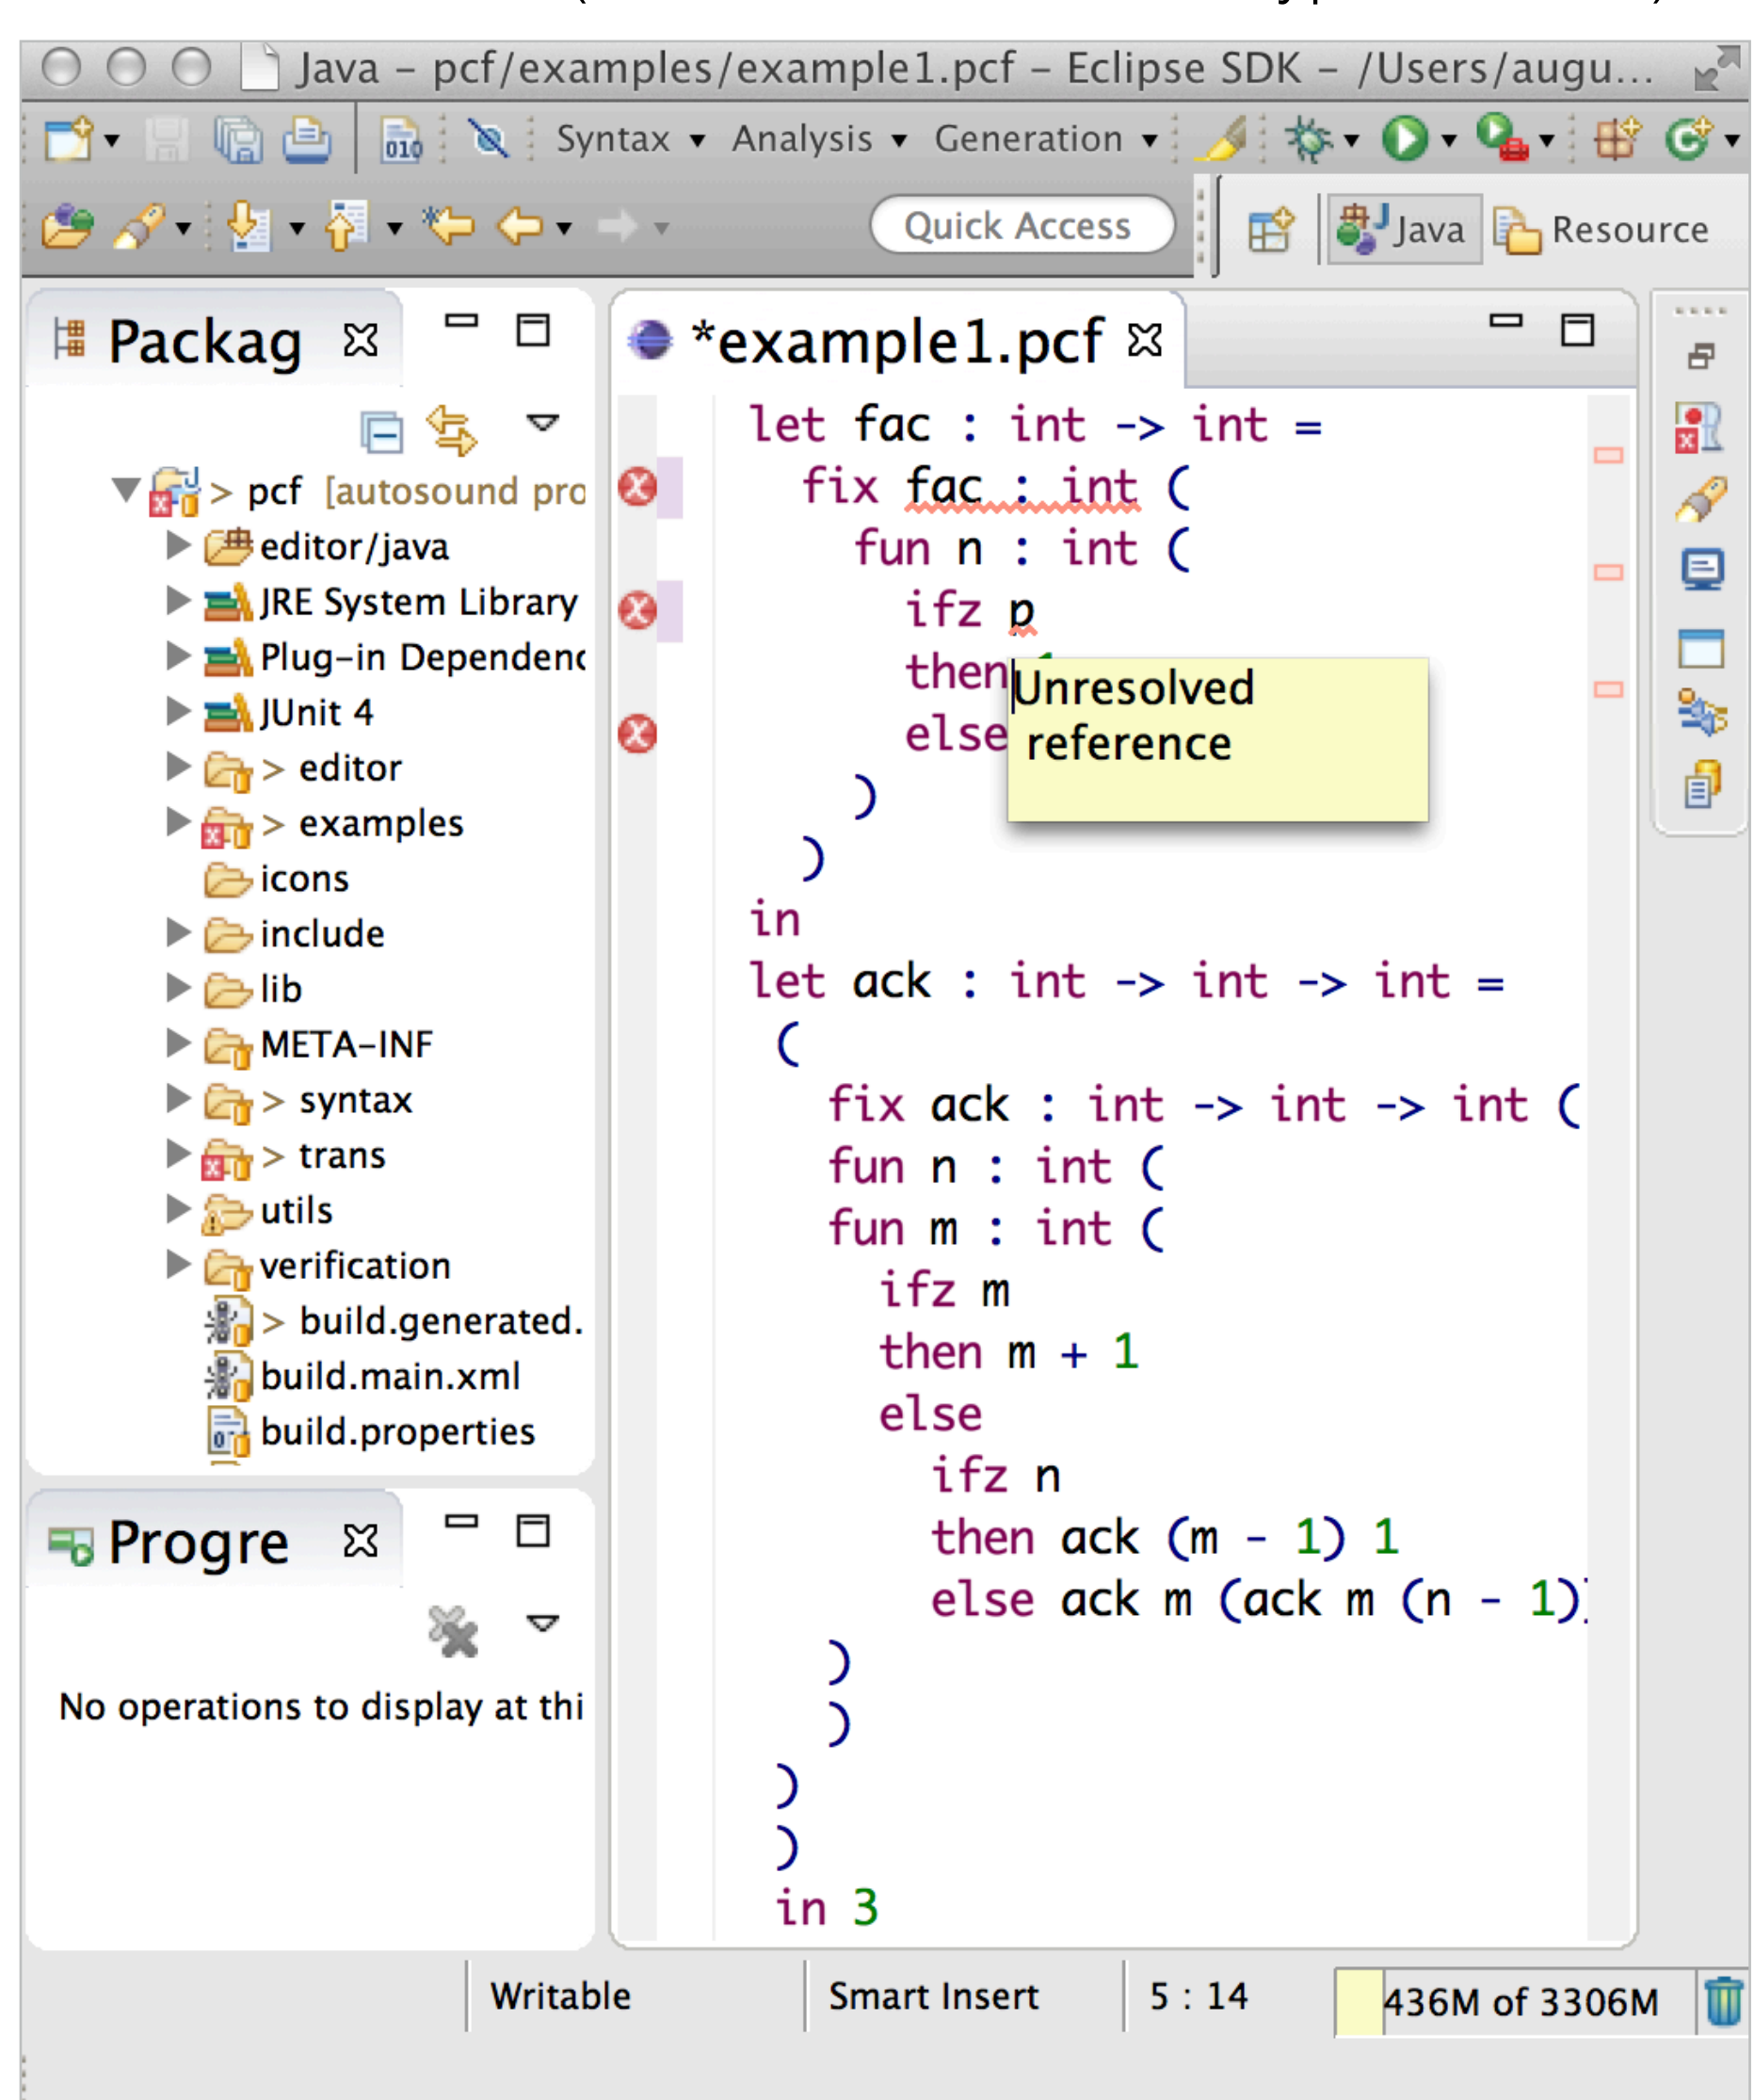 Java – pcf/examples/example1.pcf – Eclipse SDK – /Users/augu...
010 Syntax Analysis Generation
Quick Access Java Resource
Packag
> pcf [autosound pro
editor/java
JRE System Library
Plug-in Dependenc
JUnit 4
> editor
> examples
icons
include
lib
META-INF
> syntax
> trans
utils
verification
> build.generated.
build.main.xml
build.properties
Progre
No operations to display at thi
*example1.pcf
let fac : int -> int =
fix fac : int (
fun n : int (
ifz p
then
else
Unresolved
reference
)
)
in
let ack : int -> int -> int =
(
fix ack : int -> int -> int (
fun n : int (
fun m : int (
ifz m
then m + 1
else
ifz n
then ack (m - 1) 1
else ack m (ack m (n - 1)
)
)
)
)
in 3
Writable Smart Insert 5 : 14 436M of 3306M